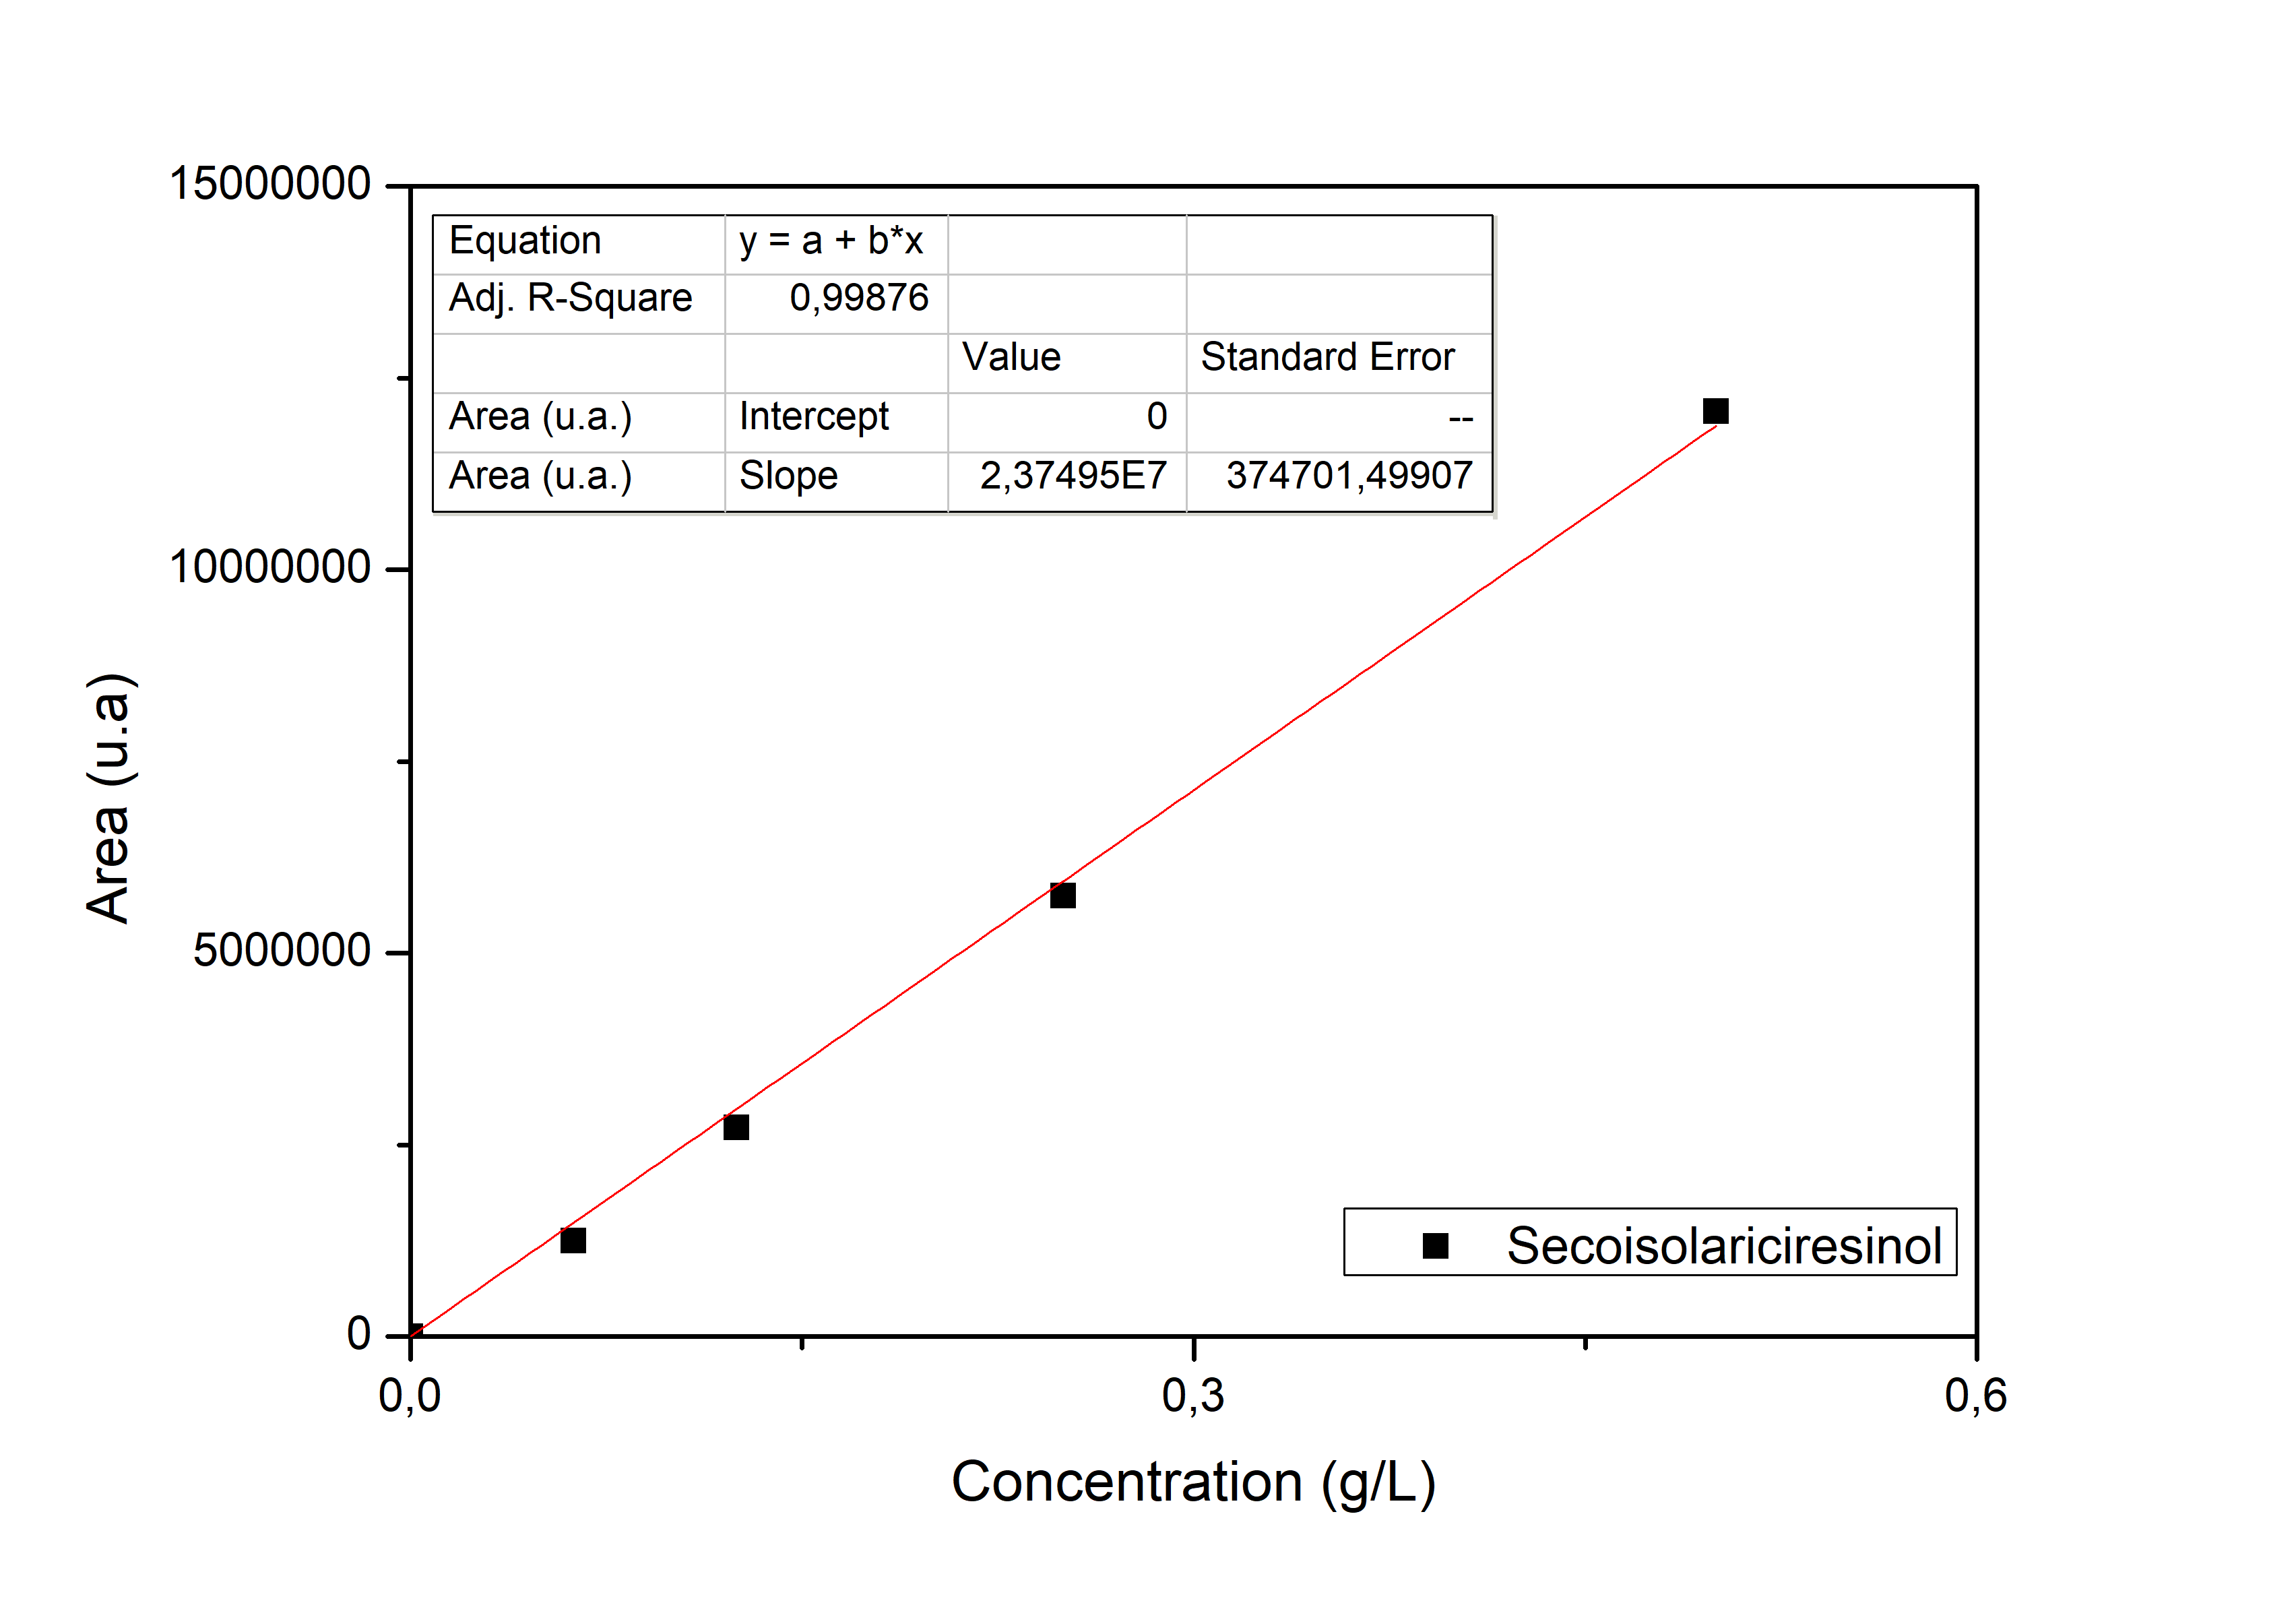 15000000
Equation y = a + b*x
Adj. R-Square 0,99876
Value Standard Error
Area (u.a.) Intercept 0 --
Area (u.a.) Slope 2,37495E7 374701,49907
10000000
Area (u.a)
5000000
Secoisolariciresinol
0
0,0 0,3 0,6
Concentration (g/L)